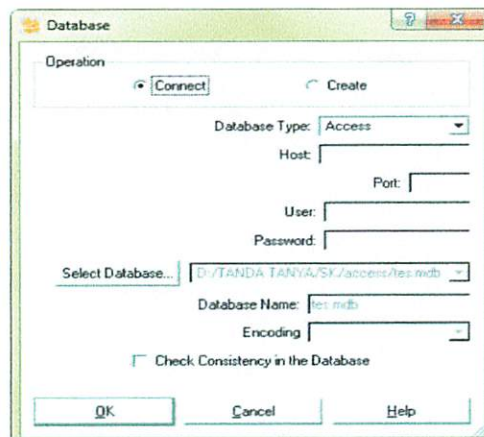 Database
Operation
Connect
Create
Database Type: Access
Host:
Port:
User:
Password:
Select Database... D:/TANDA TANYA/SK/access/tes.mdb
Database Name: tes.mdb
Encoding
Check Consistency in the Database
OK Cancel Help